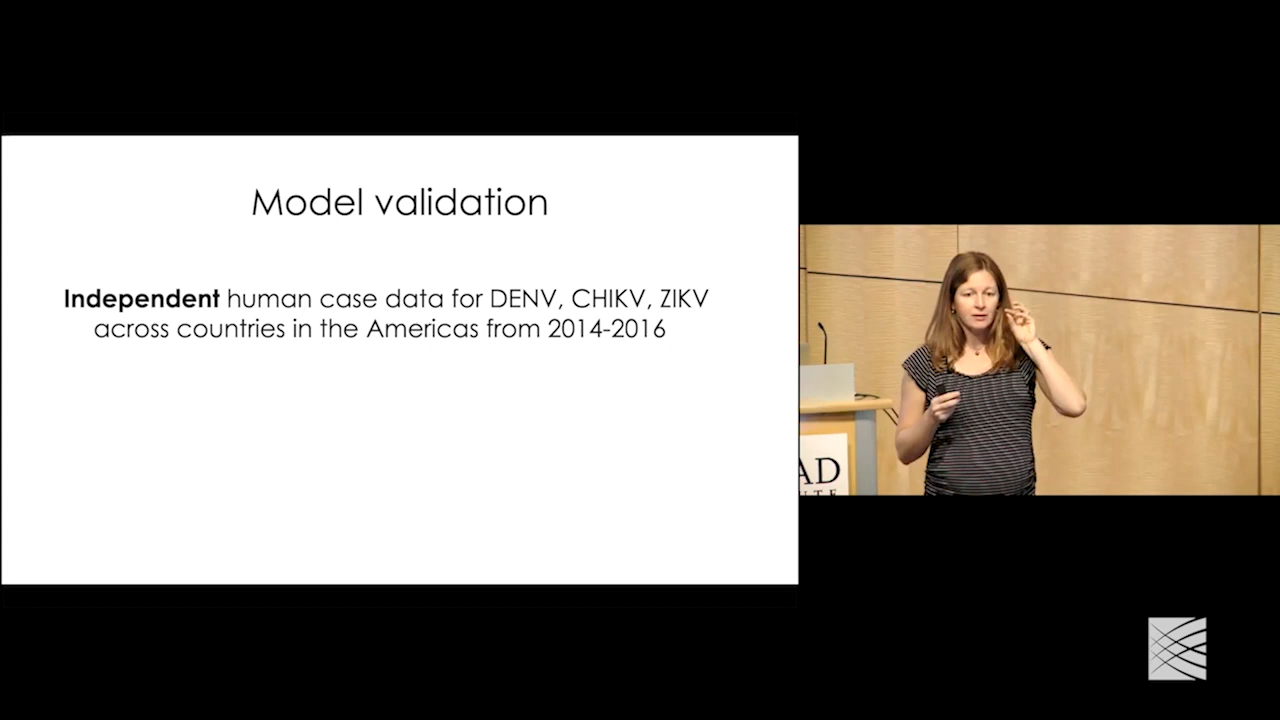 Model validation
Independent human case data for DENV, CHIKV, ZIKV
across countries in the Americas from 2014-2016
AD